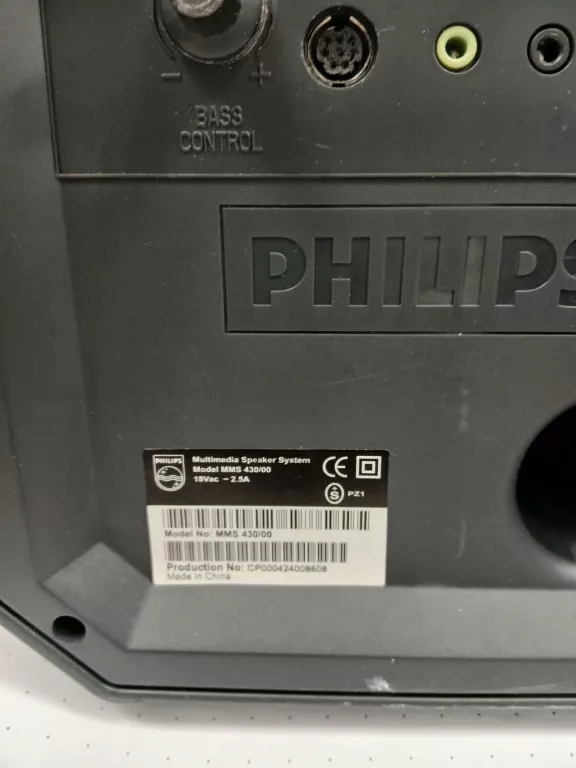 - +
BASS
CONTROL
PHILIPS
PHILIPS
Multimedia Speaker System
Model MMS 430/00
18Vac ~ 2.5A
CE
S
PZ1
Model No: MMS 430/00
Production No: CP000424008608
Made in China